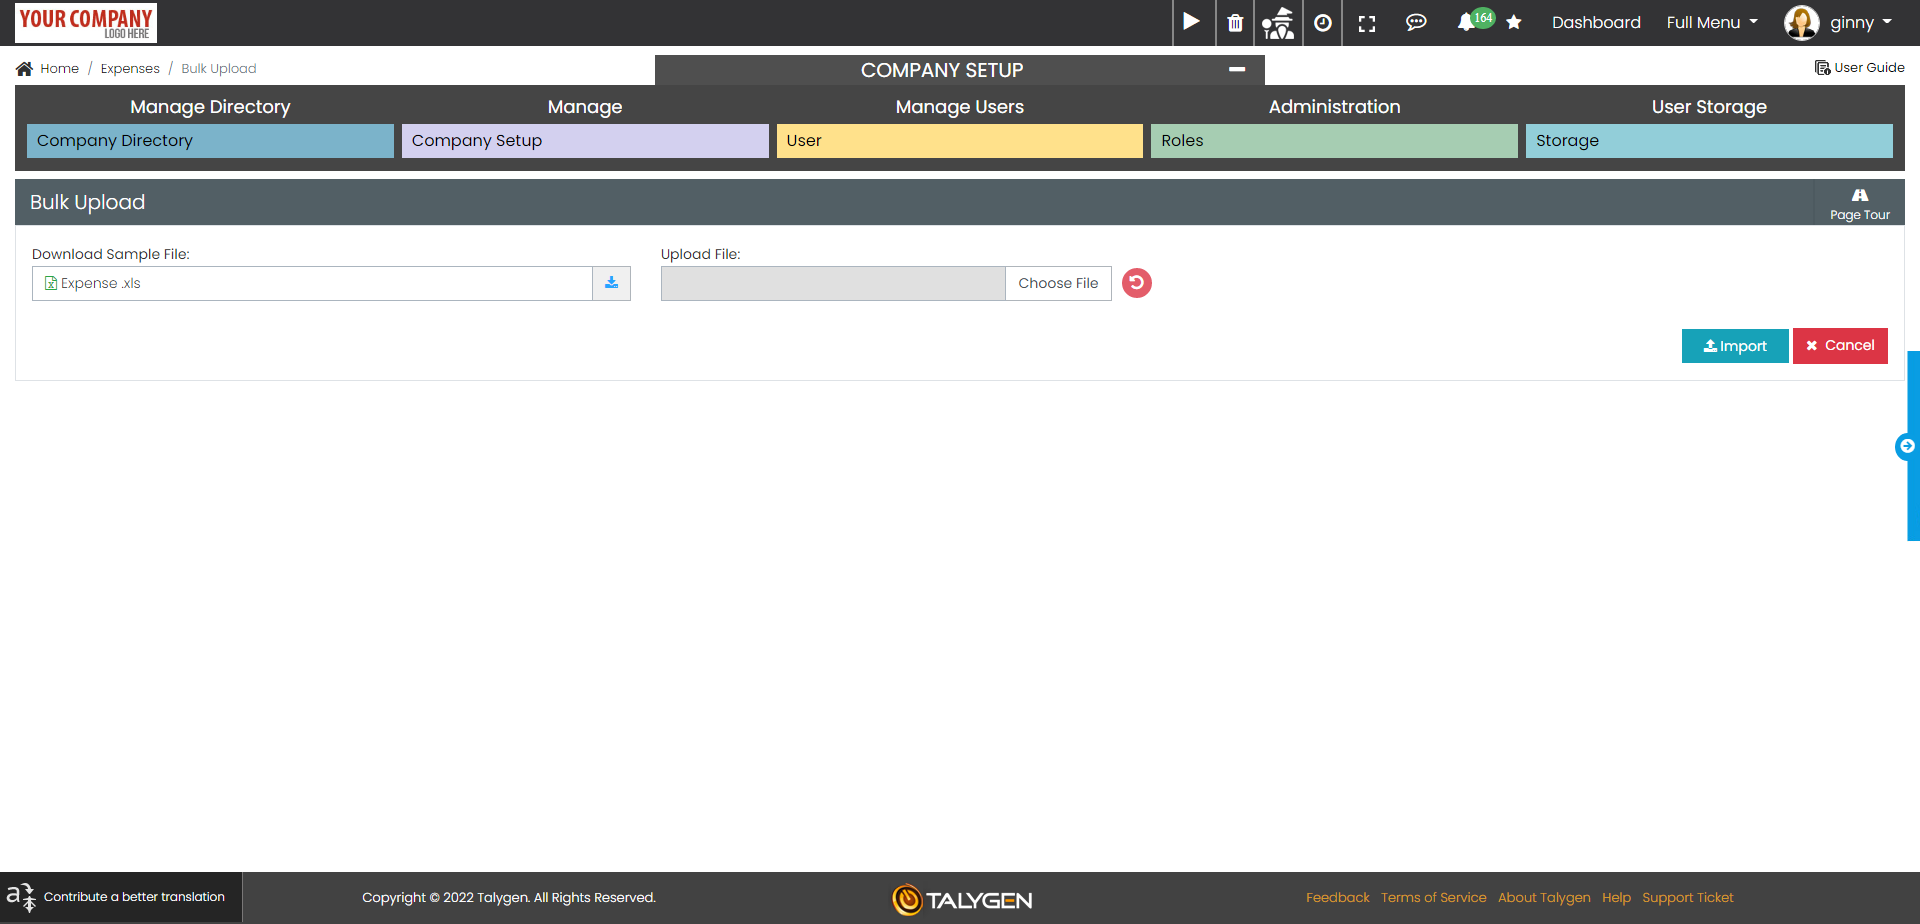 YOUR COMPANY
LOGO HERE
164
Dashboard
Full Menu
ginny
Home / Expenses / Bulk Upload
COMPANY SETUP
User Guide
Manage Directory
Manage
Manage Users
Administration
User Storage
Company Directory
Company Setup
User
Roles
Storage
Bulk Upload
Page Tour
Download Sample File:
Upload File:
Expense .xls
Choose File
Import
Cancel
a
Contribute a better translation
Copyright © 2022 Talygen. All Rights Reserved.
TALYGEN
Feedback
Terms of Service
About Talygen
Help
Support Ticket